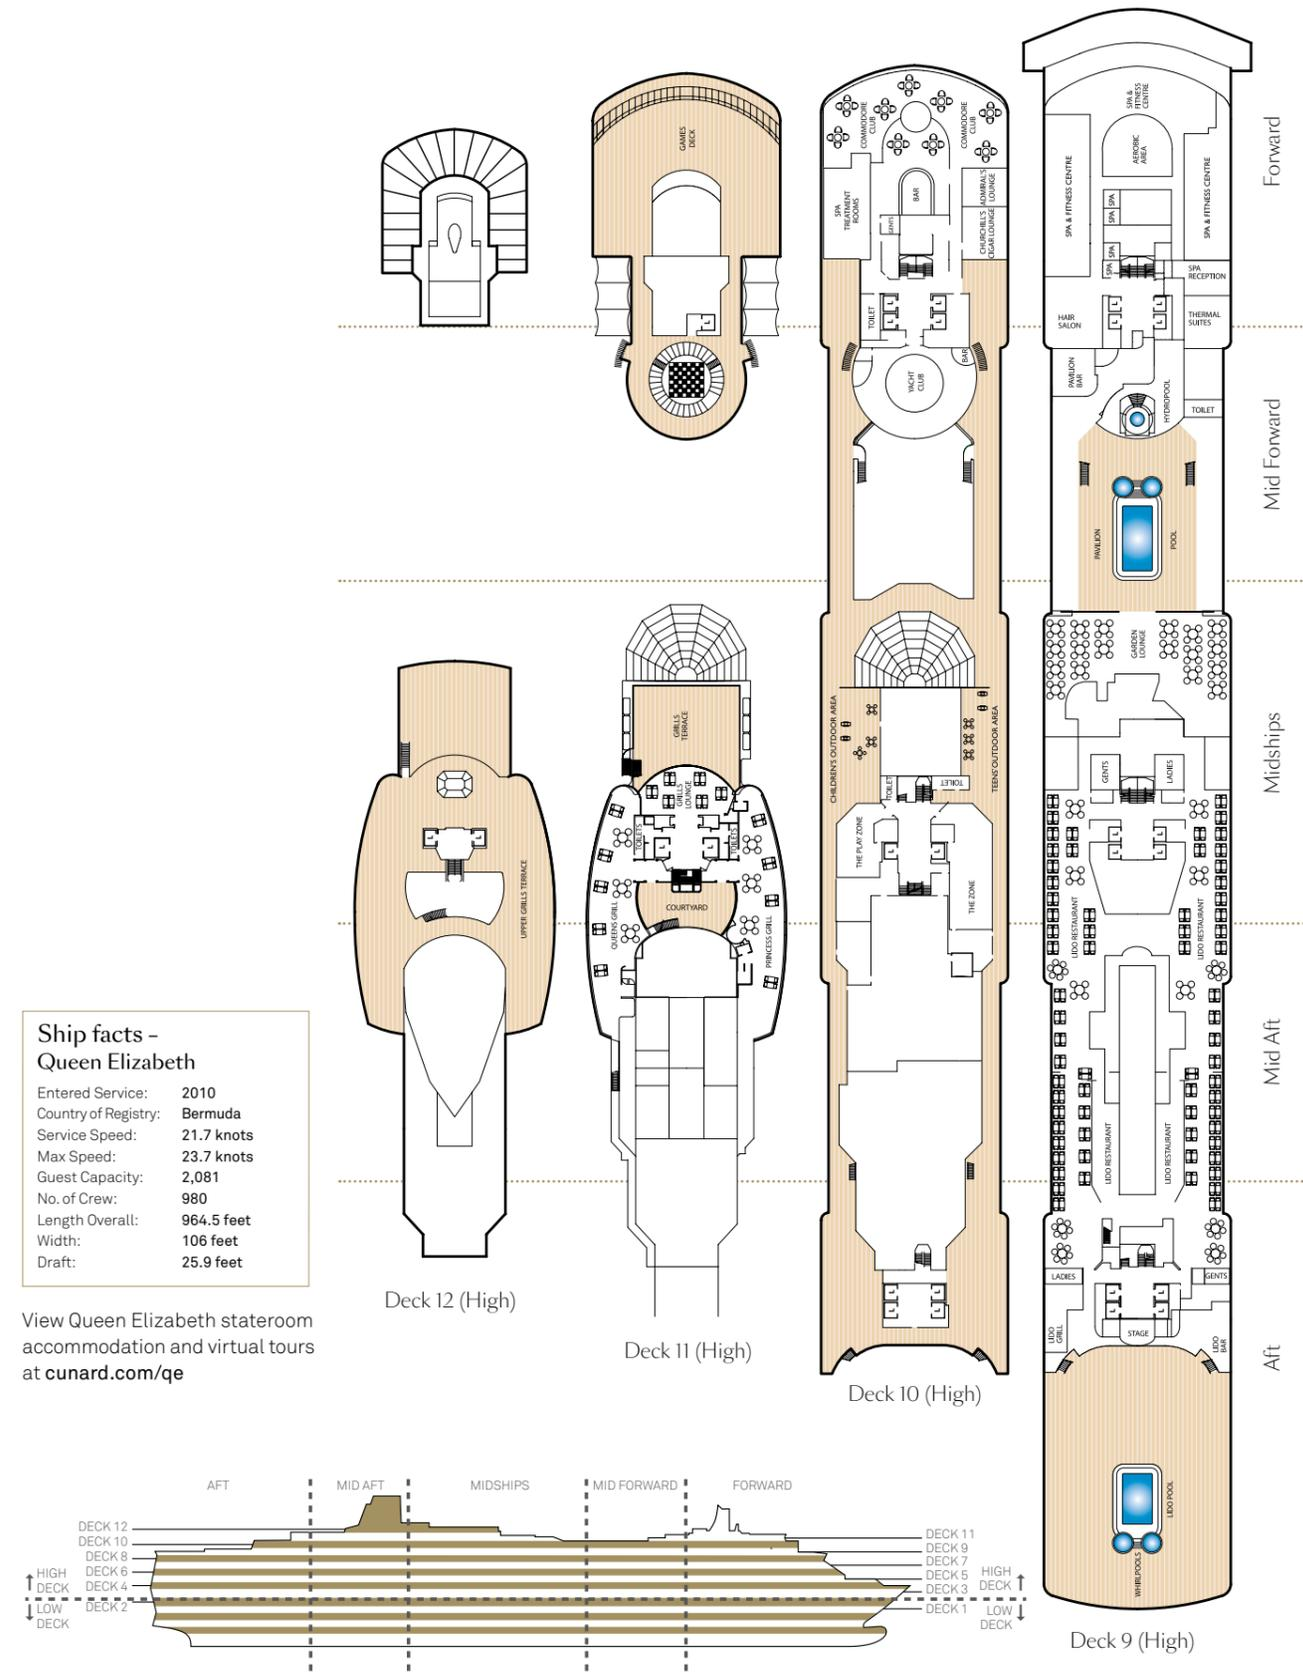 GAMES
DECK
COMMODORE
CLUB
COMMODORE
CLUB
SPA
TREATMENT
ROOMS
BAR
GENTS
ADMIRAL'S
LOUNGE
CHURCHILL'S
CIGAR LOUNGE
TOILET
L
L
L
L
L
BAR
YACHT
CLUB
SPA &
FITNESS
CENTRE
AEROBIC
AREA
SPA & FITNESS CENTRE
SPA & FITNESS CENTRE
SPA
SPA
SPA
SPA
SPA
RECEPTION
HAIR
SALON
THERMAL
SUITES
L
L
L
L
PAVILION
BAR
HYDROPOOL
TOILET
PAVILION
POOL
Forward
Mid Forward
Midships
Mid Aft
Aft
GRILLS
TERRACE
GRILLS
LOUNGE
TOILETS
TOILETS
L
L
COURTYARD
QUEENS GRILL
PRINCESS GRILL
L
L
UPPER GRILLS TERRACE
CHILDREN'S OUTDOOR AREA
TEENS' OUTDOOR AREA
TOILET
TOILET
THE PLAY ZONE
L
L
THE ZONE
L
L
L
L
GARDEN
LOUNGE
GENTS
LADIES
L
L
L
L
LIDO RESTAURANT
LIDO RESTAURANT
LIDO RESTAURANT
LIDO RESTAURANT
LADIES
GENTS
L
L
L
L
LIDO
GRILL
STAGE
LIDO
BAR
LIDO POOL
WHIRLPOOLS
Ship facts –
Queen Elizabeth
Entered Service: 2010
Country of Registry: Bermuda
Service Speed: 21.7 knots
Max Speed: 23.7 knots
Guest Capacity: 2,081
No. of Crew: 980
Length Overall: 964.5 feet
Width: 106 feet
Draft: 25.9 feet
View Queen Elizabeth stateroom
accommodation and virtual tours
at cunard.com/qe
Deck 12 (High)
Deck 11 (High)
Deck 10 (High)
Deck 9 (High)
AFT MID AFT MIDSHIPS MID FORWARD FORWARD
DECK 12
DECK 10
DECK 8
DECK 6
DECK 4
DECK 2
HIGH
DECK
LOW
DECK
DECK 11
DECK 9
DECK 7
DECK 5
DECK 3
DECK 1
HIGH
DECK
LOW
DECK